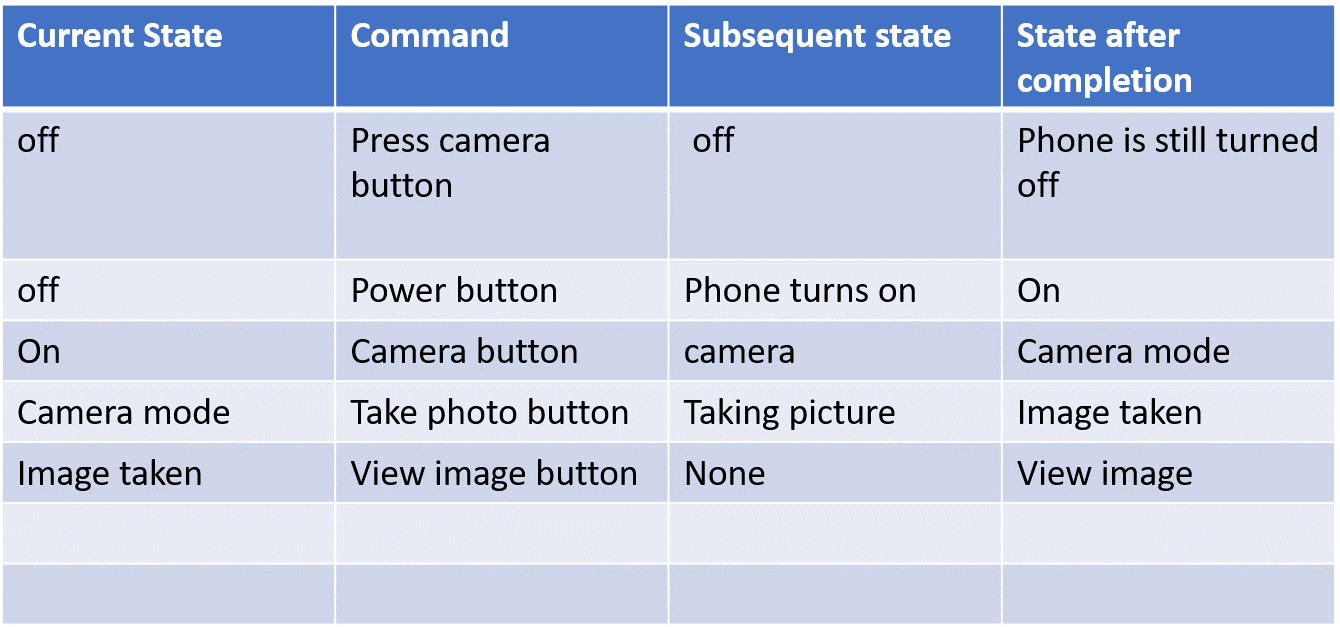 Current State
Command
Subsequent state
State after
completion
off
Press camera
button
off
Phone is still turned
off
off
Power button
Phone turns on
On
On
Camera button
camera
Camera mode
Camera mode
Take photo button
Taking picture
Image taken
Image taken
View image button
None
View image